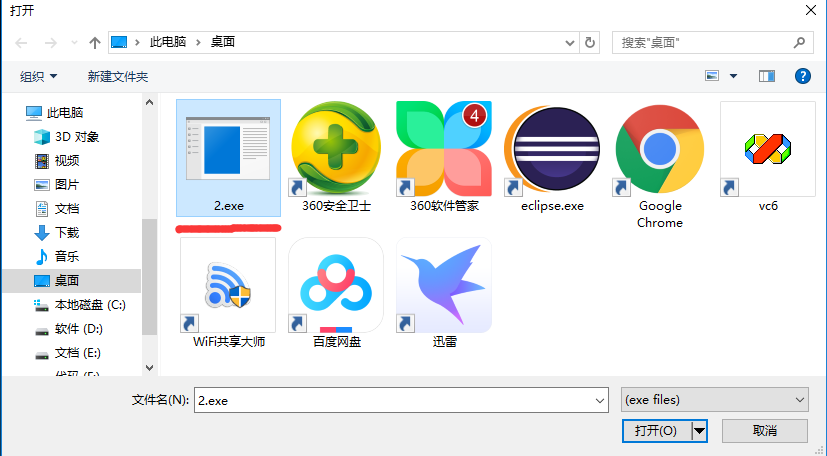 打开
此电脑
桌面
搜索"桌面"
组织
新建文件夹
此电脑
3D 对象
视频
图片
文档
下载
音乐
桌面
本地磁盘 (C:)
软件 (D:)
文档 (E:)
2.exe
360安全卫士
4
360软件管家
eclipse.exe
Google
Chrome
vc6
WiFi共享大师
百度网盘
迅雷
文件名(N):
2.exe
(exe files)
打开(O)
取消